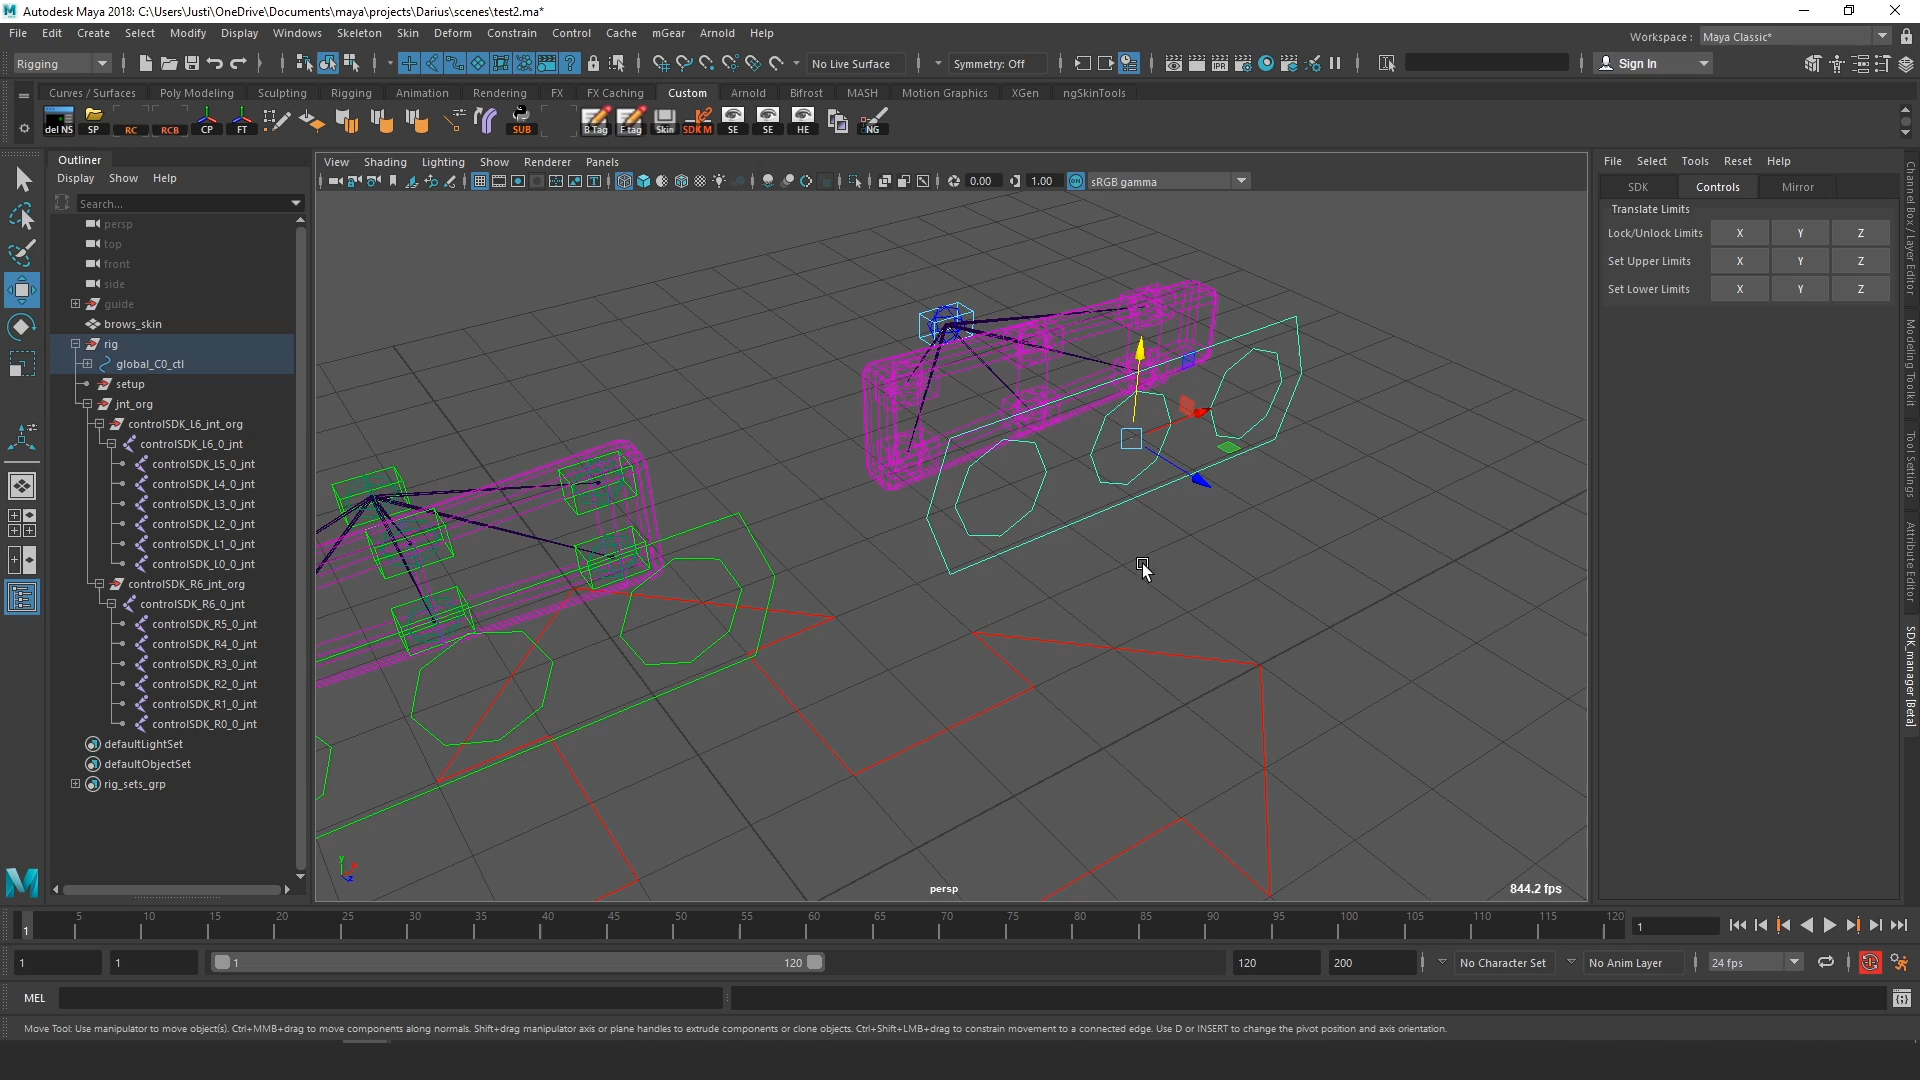 Autodesk Maya 2018: C:\Users\Justi\OneDrive\Documents\maya\projects\Darius\scenes\test2.ma*
File Edit Create Select Modify Display Windows Skeleton Skin Deform Constrain Control Cache mGear Arnold Help
Workspace : Maya Classic*
Rigging
No Live Surface
Symmetry: Off
IPR
Sign In
Curves / Surfaces Poly Modeling Sculpting Rigging Animation Rendering FX FX Caching Custom Arnold Bifrost MASH Motion Graphics XGen ngSkinTools
del NS SP RC RCB CP FT SUB B Tag F tag Skin SDK M SE SE HE NG
Outliner
Display Show Help
Search...
persp
top
front
side
guide
brows_skin
rig
global_C0_ctl
setup
jnt_org
controlSDK_L6_jnt_org
controlSDK_L6_0_jnt
controlSDK_L5_0_jnt
controlSDK_L4_0_jnt
controlSDK_L3_0_jnt
controlSDK_L2_0_jnt
controlSDK_L1_0_jnt
controlSDK_L0_0_jnt
controlSDK_R6_jnt_org
controlSDK_R6_0_jnt
controlSDK_R5_0_jnt
controlSDK_R4_0_jnt
controlSDK_R3_0_jnt
controlSDK_R2_0_jnt
controlSDK_R1_0_jnt
controlSDK_R0_0_jnt
defaultLightSet
defaultObjectSet
rig_sets_grp
View Shading Lighting Show Renderer Panels
0.00 1.00 ON sRGB gamma
y
x
z
persp
844.2 fps
File Select Tools Reset Help
SDK Controls Mirror
Translate Limits
Lock/Unlock Limits X Y Z
Set Upper Limits X Y Z
Set Lower Limits X Y Z
Channel Box / Layer Editor
Modeling Toolkit
Tool Settings
Attribute Editor
SDK_manager [Beta]
1 5 10 15 20 25 30 35 40 45 50 55 60 65 70 75 80 85 90 95 100 105 110 115 120
1
1 1 1 120 120 200 No Character Set No Anim Layer 24 fps
MEL
Move Tool: Use manipulator to move object(s). Ctrl+MMB+drag to move components along normals. Shift+drag manipulator axis or plane handles to extrude components or clone objects. Ctrl+Shift+LMB+drag to constrain movement to a connected edge. Use D or INSERT to change the pivot position and axis orientation.